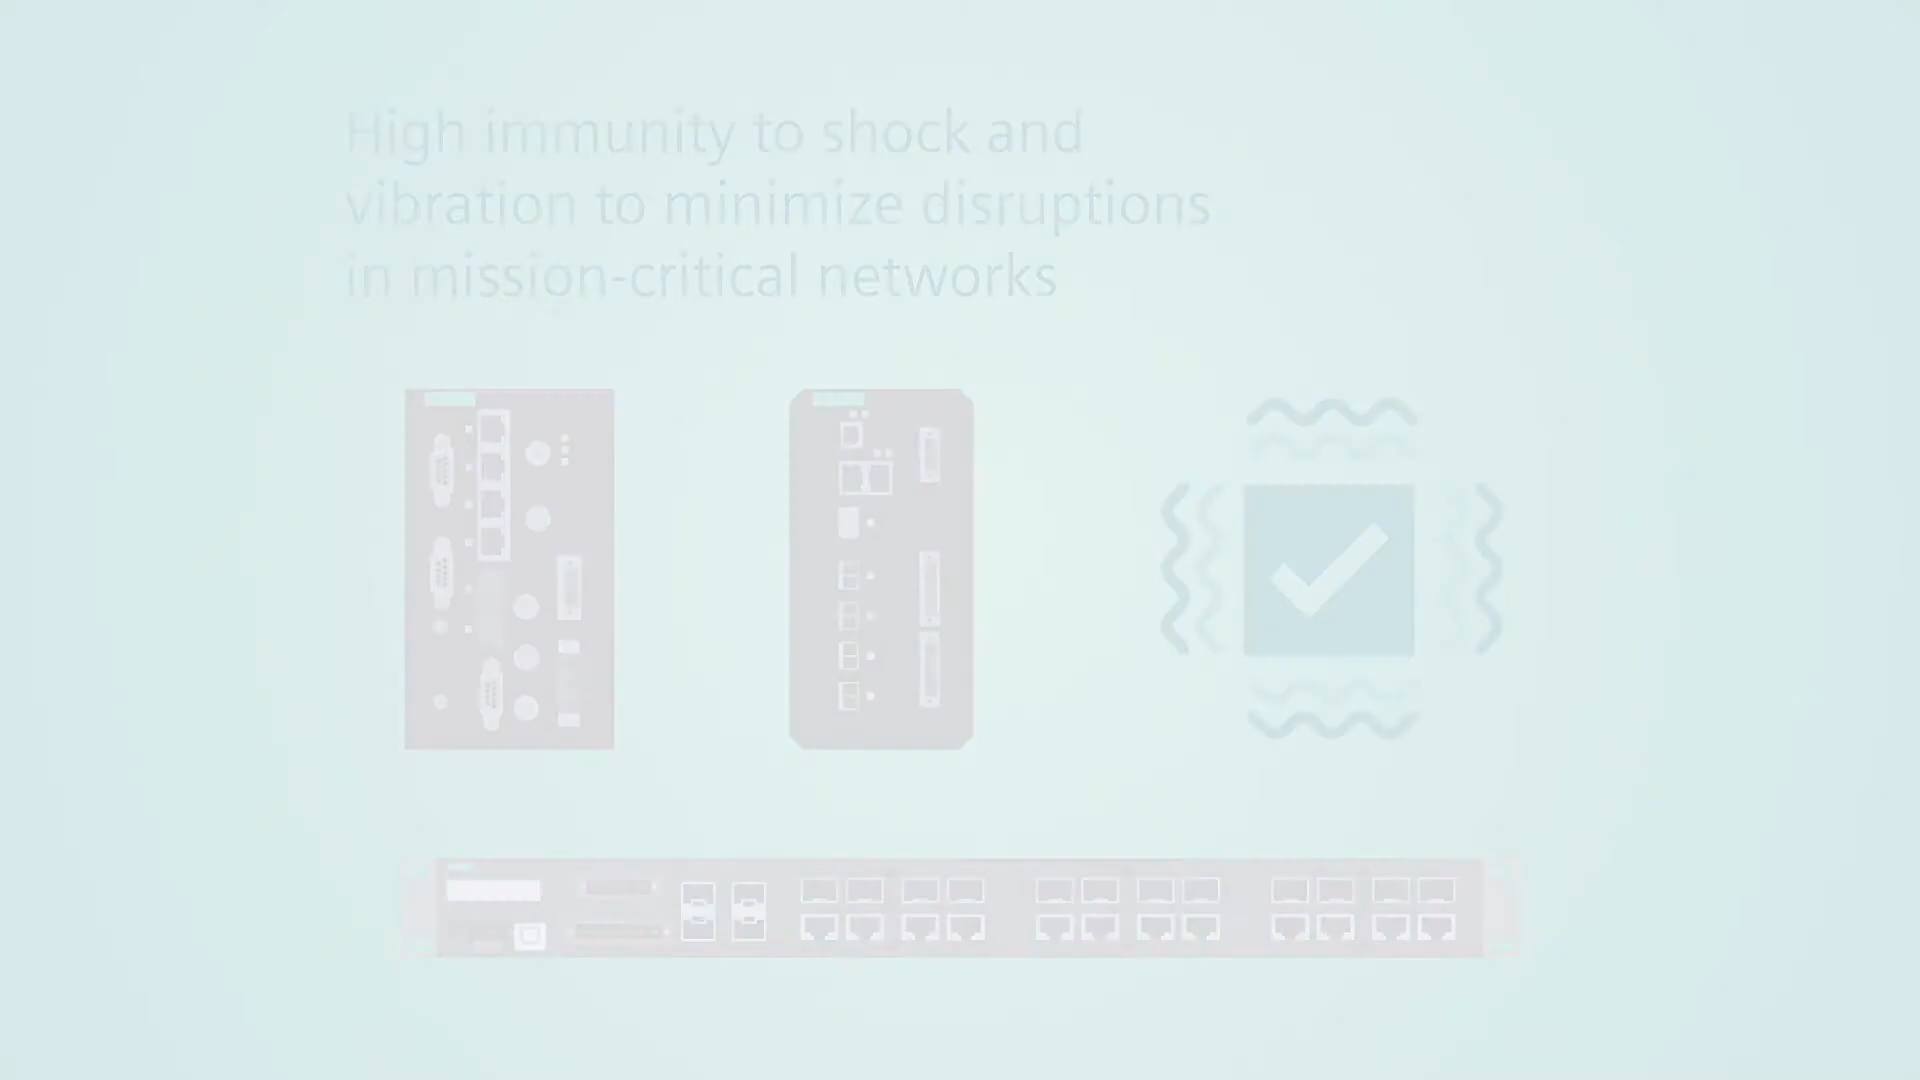 High immunity to shock and
vibration to minimize disruptions
in mission-critical networks